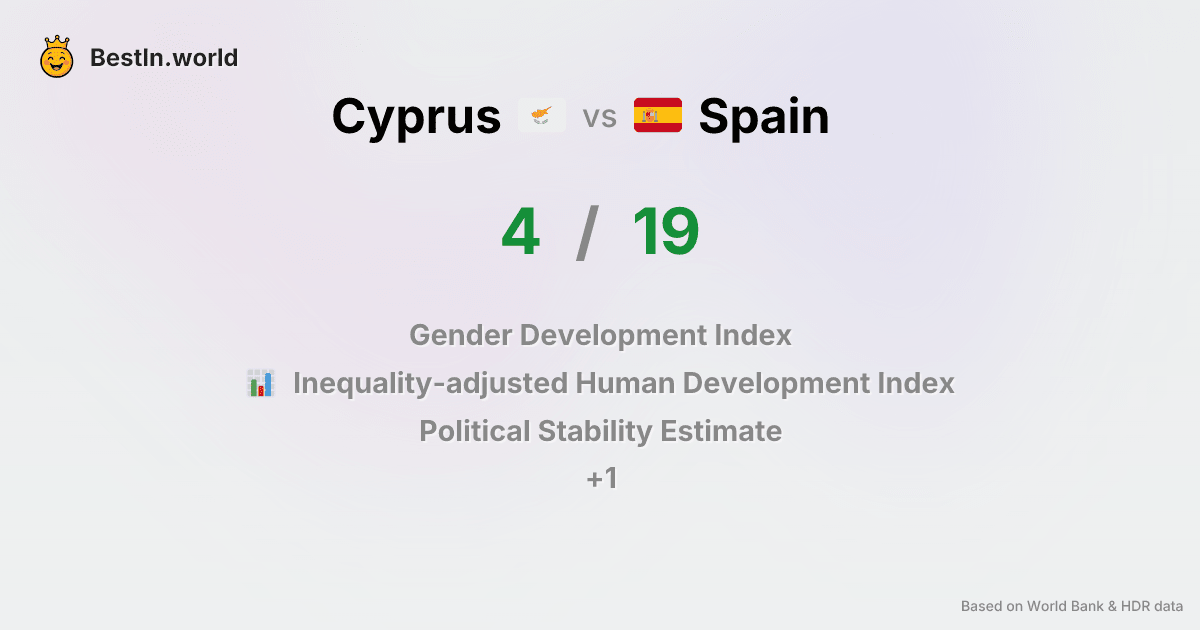 BestIn.world
Cyprus vs Spain
4 / 19
Gender Development Index
Inequality-adjusted Human Development Index
Political Stability Estimate
+1
Based on World Bank & HDR data